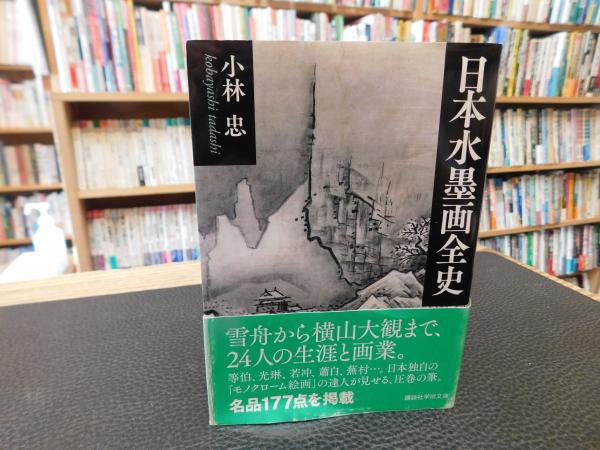 日本水墨画全史
小林 忠
kobayashi tadashi
雪舟から横山大観まで、
24人の生涯と画業。
等伯、光琳、若冲、蕭白、蕪村…。日本独自の
「モノクローム絵画」の達人が見せる、圧巻の筆。
名品177点を掲載
講談社学術文庫